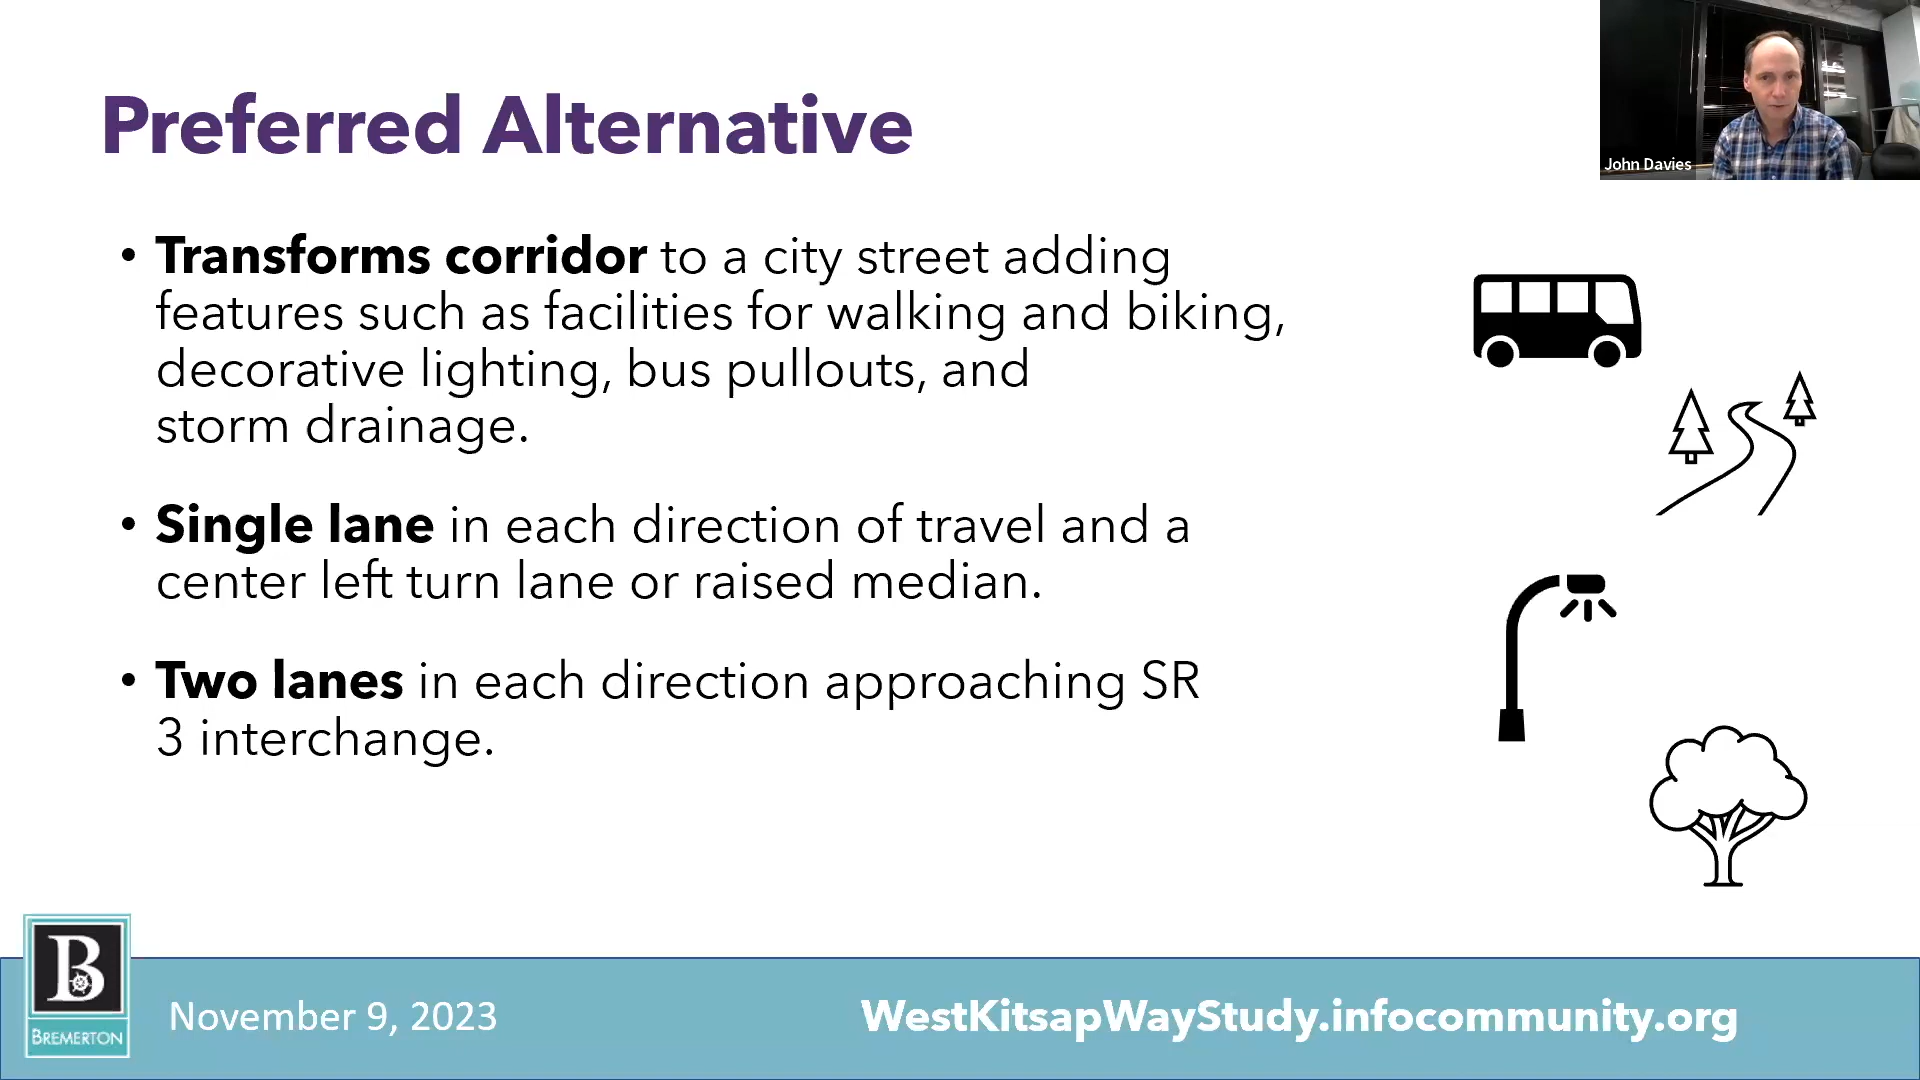 Preferred Alternative
John Davies
• Transforms corridor to a city street adding
features such as facilities for walking and biking,
decorative lighting, bus pullouts, and
storm drainage.
• Single lane in each direction of travel and a
center left turn lane or raised median.
• Two lanes in each direction approaching SR
3 interchange.
B
BREMERTON
November 9, 2023
WestKitsapWayStudy.infocommunity.org